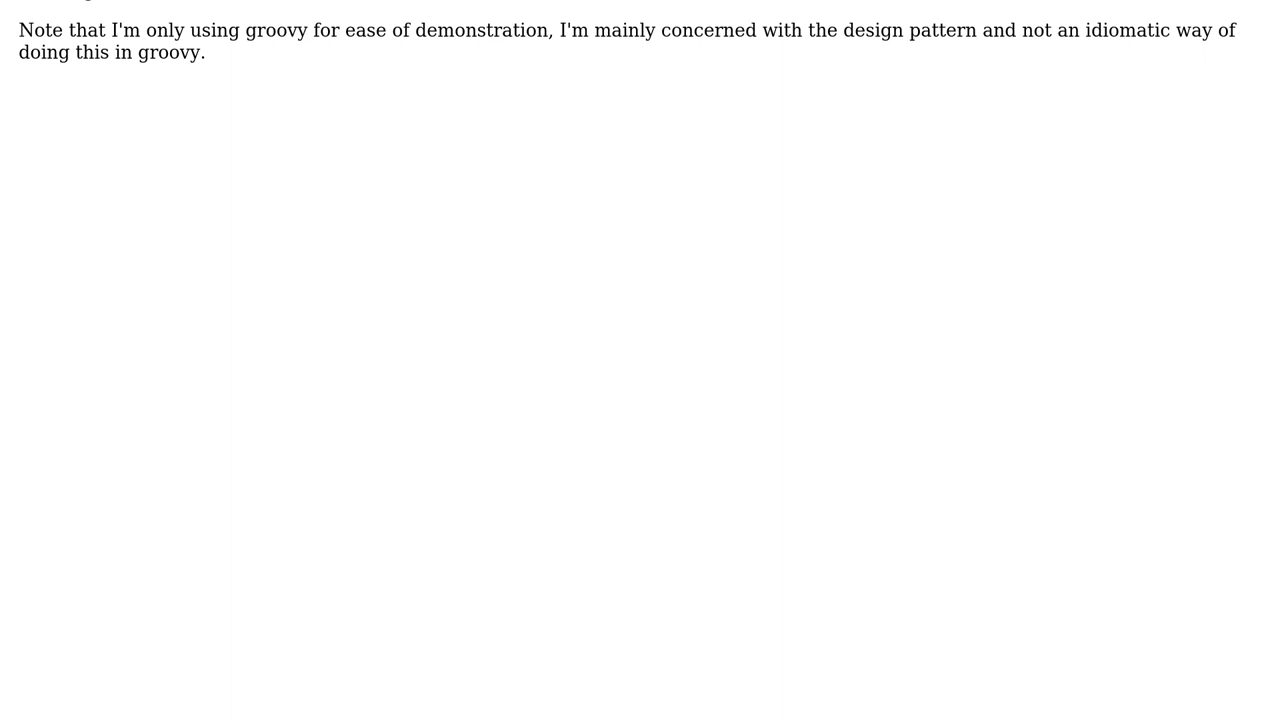 Note that I'm only using groovy for ease of demonstration, I'm mainly concerned with the design pattern and not an idiomatic way of
doing this in groovy.